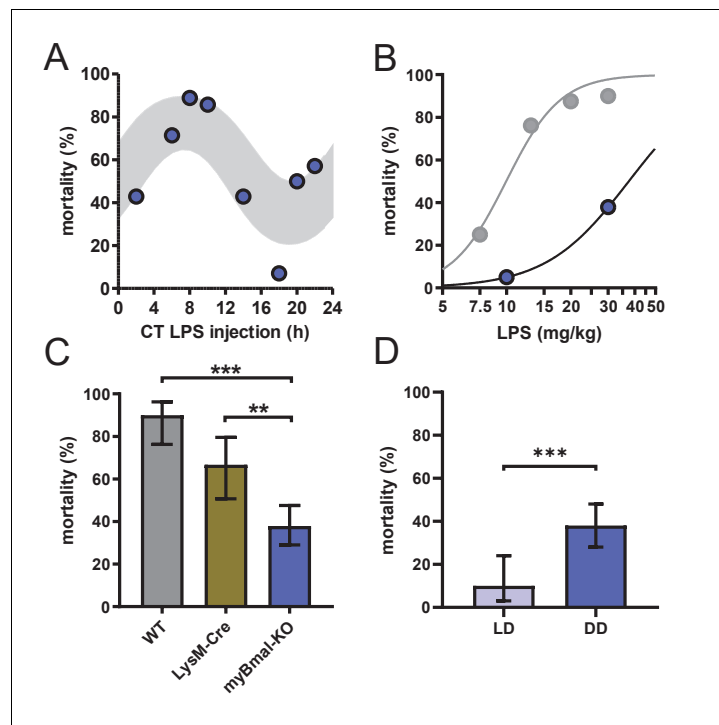 A
mortality (%)
100
80
60
40
20
0
0 4 8 12 16 20 24
CT LPS injection (h)
B
mortality (%)
100
80
60
40
20
0
5 7.5 10 15 20 30 40 50
LPS (mg/kg)
C
mortality (%)
100
80
60
40
20
0
***
**
WT
LysM-Cre
myBmal-KO
D
mortality (%)
100
80
60
40
20
0
***
LD DD